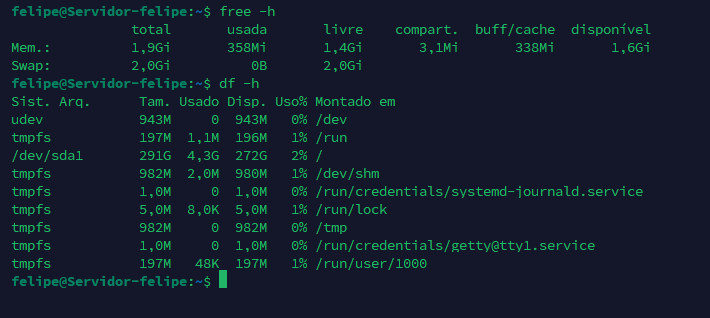 felipe@Servidor-felipe:~$ free -h
total usada livre compart. buff/cache disponível
Mem.: 1,9Gi 358Mi 1,4Gi 3,1Mi 338Mi 1,6Gi
Swap: 2,0Gi 0B 2,0Gi
felipe@Servidor-felipe:~$ df -h
Sist. Arq. Tam. Usado Disp. Uso% Montado em
udev 943M 0 943M 0% /dev
tmpfs 197M 1,1M 196M 1% /run
/dev/sda1 291G 4,3G 272G 2% /
tmpfs 982M 2,0M 980M 1% /dev/shm
tmpfs 1,0M 0 1,0M 0% /run/credentials/systemd-journald.service
tmpfs 5,0M 8,0K 5,0M 1% /run/lock
tmpfs 982M 0 982M 0% /tmp
tmpfs 1,0M 0 1,0M 0% /run/credentials/getty@tty1.service
tmpfs 197M 48K 197M 1% /run/user/1000
felipe@Servidor-felipe:~$